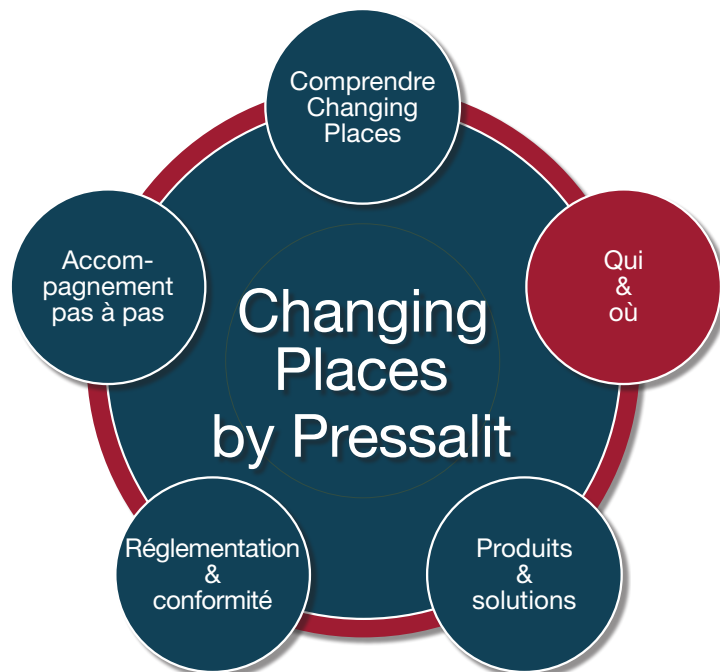 Comprendre
Changing
Places
Qui
&
où
Accom-
pagnement
pas à pas
Changing
Places
by Pressalit
Réglementation
&
conformité
Produits
&
solutions